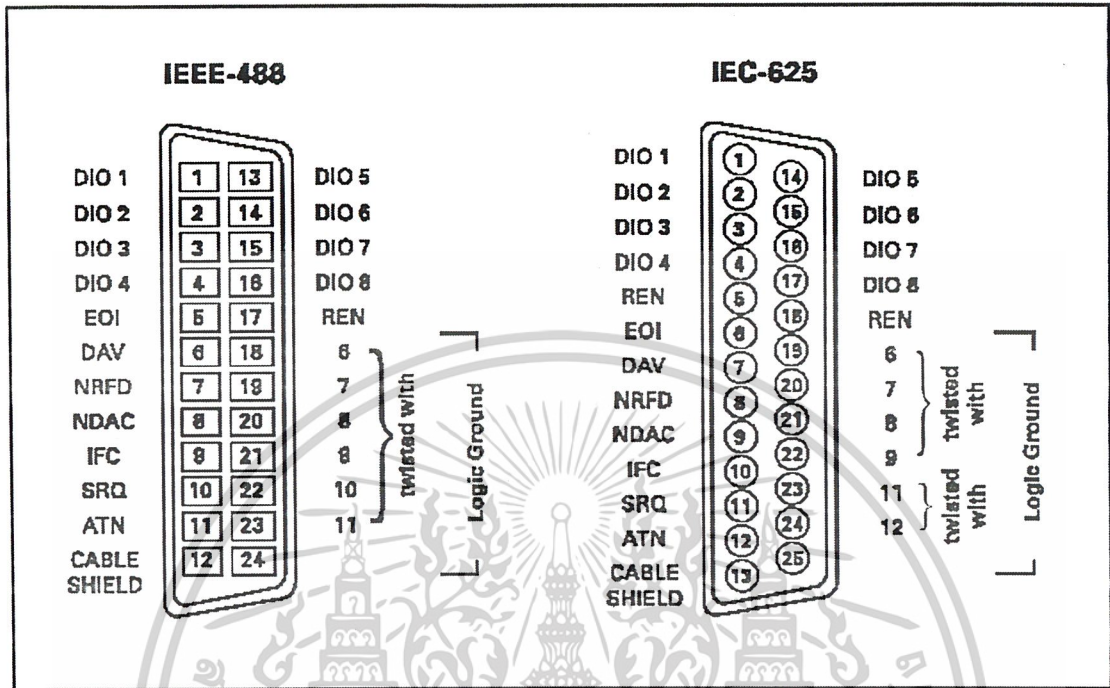 IEEE-488
DIO 1 1 13 DIO 5
DIO 2 2 14 DIO 6
DIO 3 3 15 DIO 7
DIO 4 4 16 DIO 8
EOI 5 17 REN
DAV 6 18 6
NRFD 7 19 7
NDAC 8 20 8
IFC 9 21 9
SRQ 10 22 10
ATN 11 23 11
CABLE 12 24
SHIELD
twisted with
Logic Ground
IEC-625
DIO 1 1 14 DIO 5
DIO 2 2 15 DIO 6
DIO 3 3 16 DIO 7
DIO 4 4 17 DIO 8
REN 5 18 REN
EOI 6 19 6
DAV 7 20 7
NRFD 8 21 8
NDAC 9 22 9
IFC 10 23 11
SRQ 11 24 12
ATN 12 25
CABLE 13
SHIELD
twisted
with
twisted
with
Logic Ground